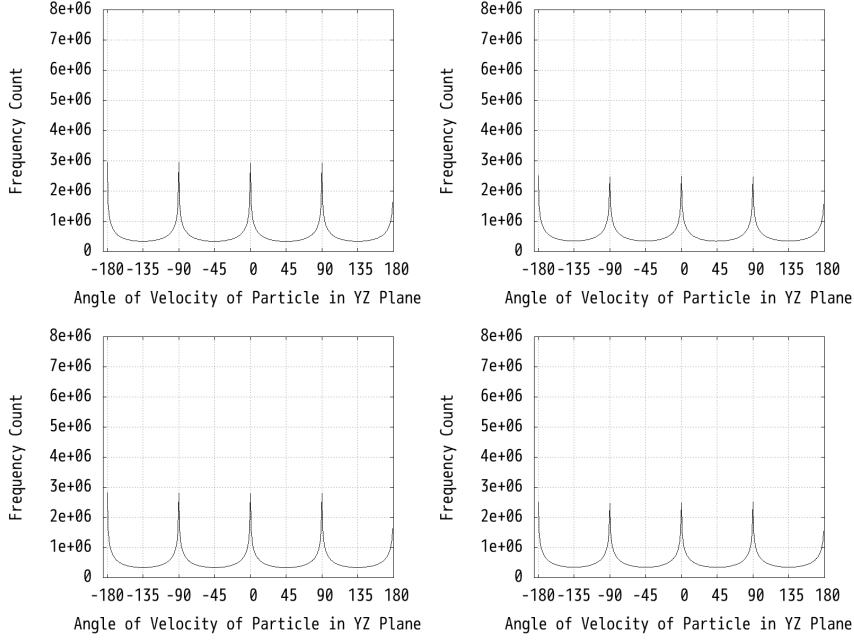 8e+06
7e+06
6e+06
5e+06
4e+06
3e+06
2e+06
1e+06
0
Frequency Count
-180 -135 -90 -45 0 45 90 135 180
Angle of Velocity of Particle in YZ Plane
8e+06
7e+06
6e+06
5e+06
4e+06
3e+06
2e+06
1e+06
0
Frequency Count
-180 -135 -90 -45 0 45 90 135 180
Angle of Velocity of Particle in YZ Plane
8e+06
7e+06
6e+06
5e+06
4e+06
3e+06
2e+06
1e+06
0
Frequency Count
-180 -135 -90 -45 0 45 90 135 180
Angle of Velocity of Particle in YZ Plane
8e+06
7e+06
6e+06
5e+06
4e+06
3e+06
2e+06
1e+06
0
Frequency Count
-180 -135 -90 -45 0 45 90 135 180
Angle of Velocity of Particle in YZ Plane